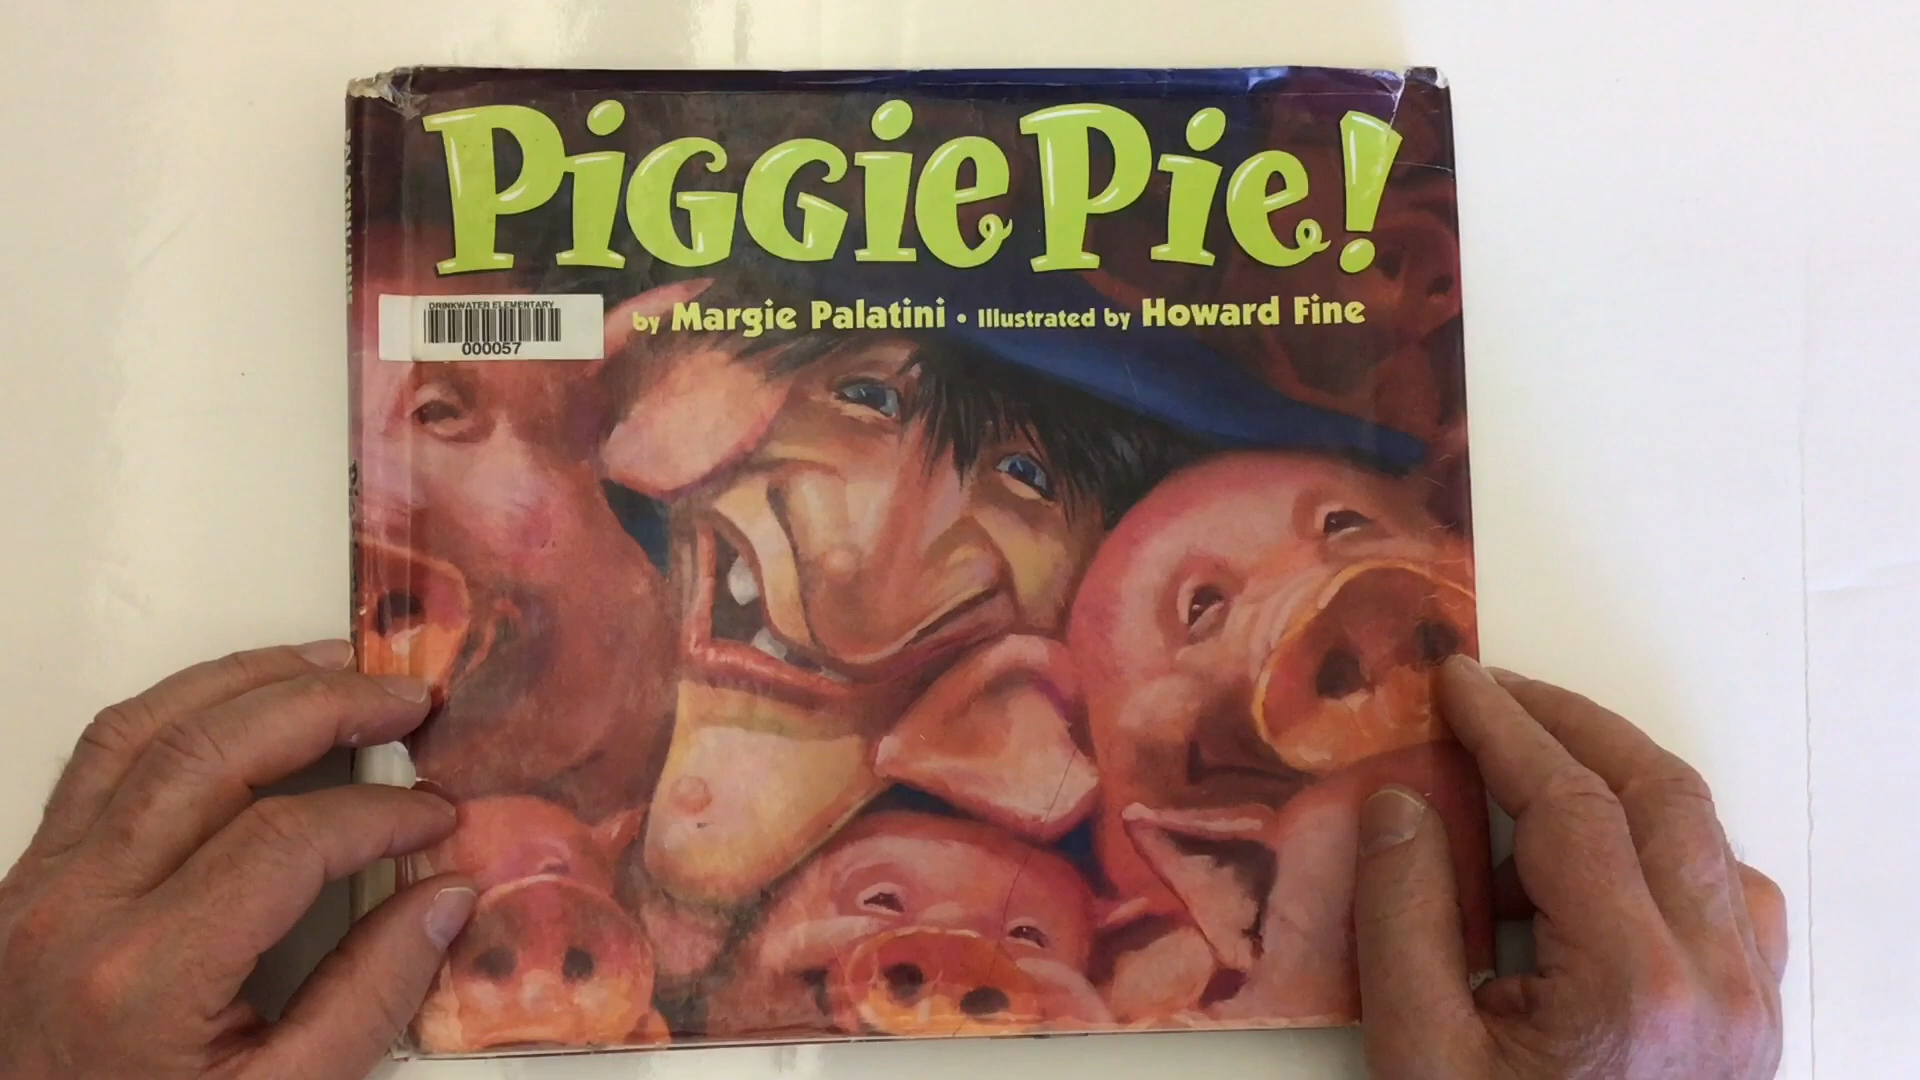 Piggie Pie!
by Margie Palatini • Illustrated by Howard Fine
DRINKWATER ELEMENTARY
000057